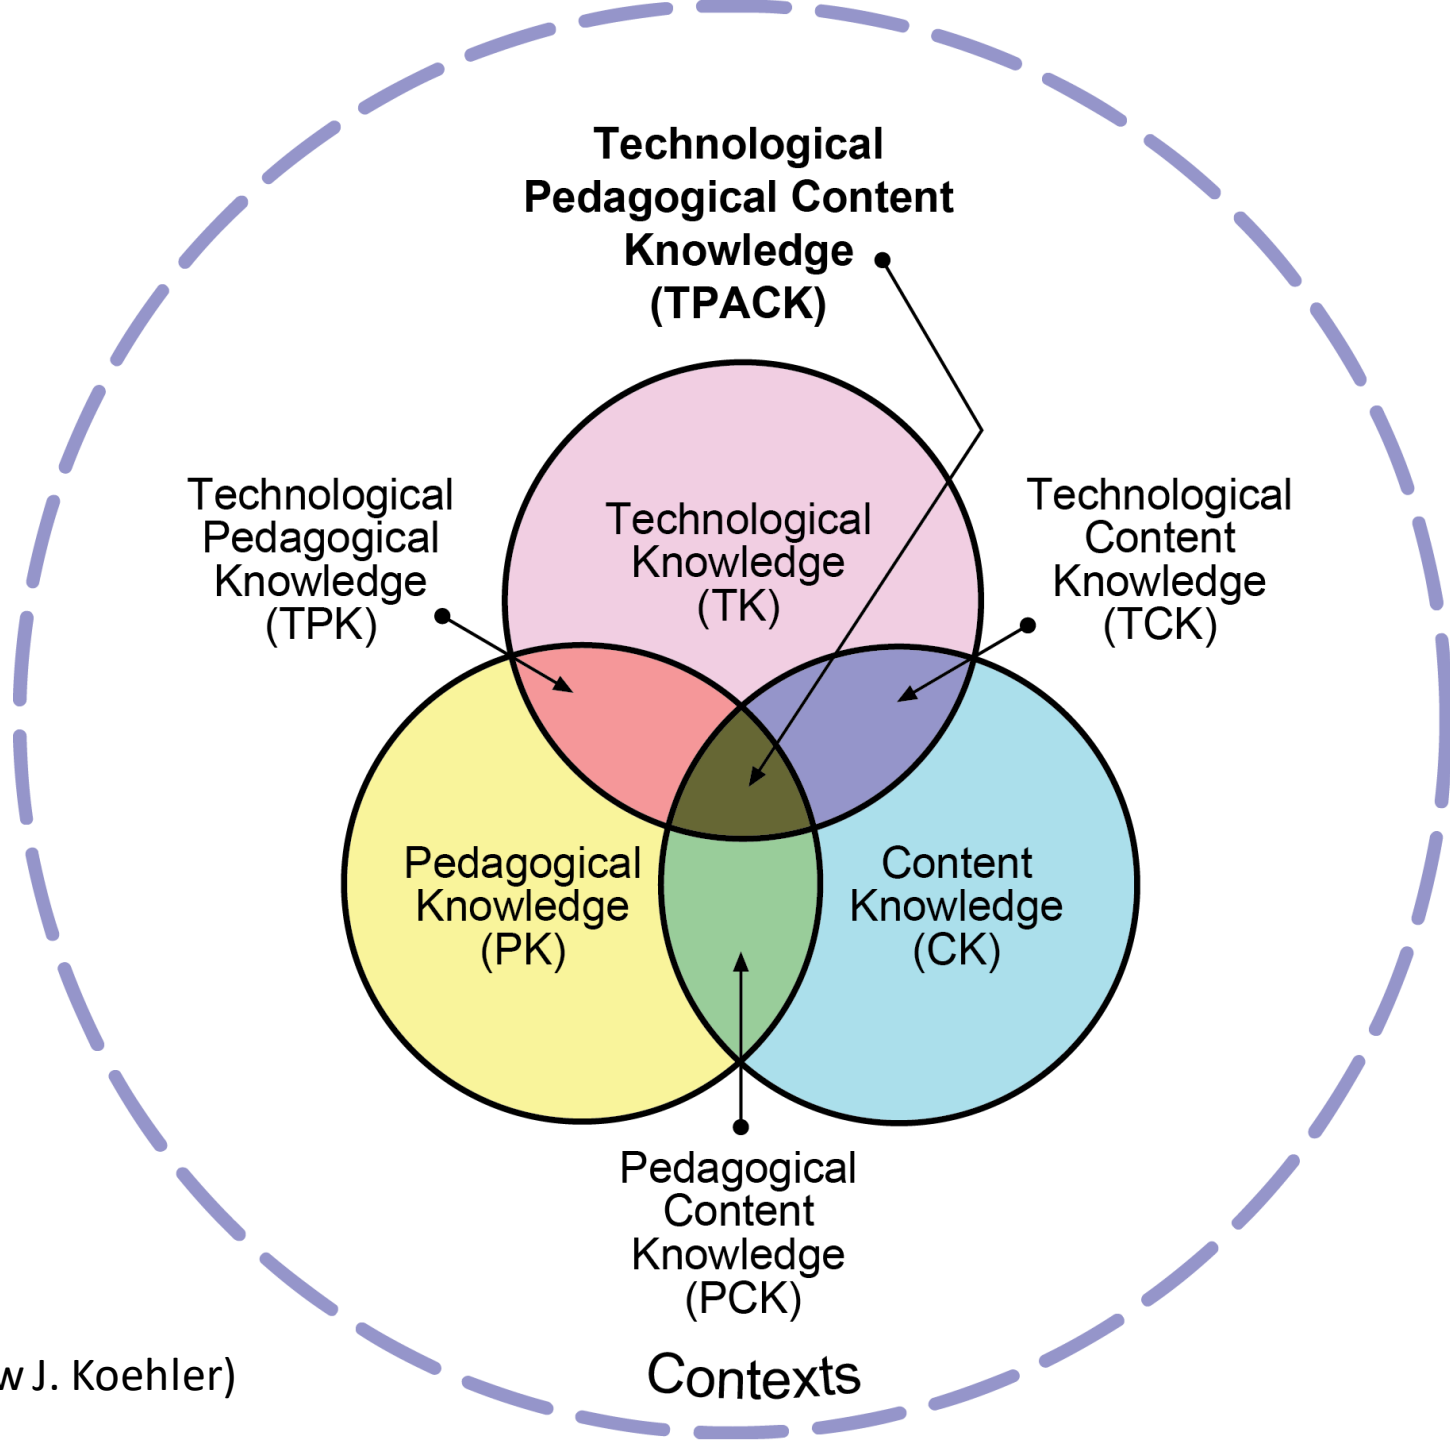 Technological
Pedagogical Content
Knowledge
(TPACK)
Technological
Pedagogical
Knowledge
(TPK)
Technological
Knowledge
(TK)
Technological
Content
Knowledge
(TCK)
Pedagogical
Knowledge
(PK)
Content
Knowledge
(CK)
Pedagogical
Content
Knowledge
(PCK)
w J. Koehler)
Contexts